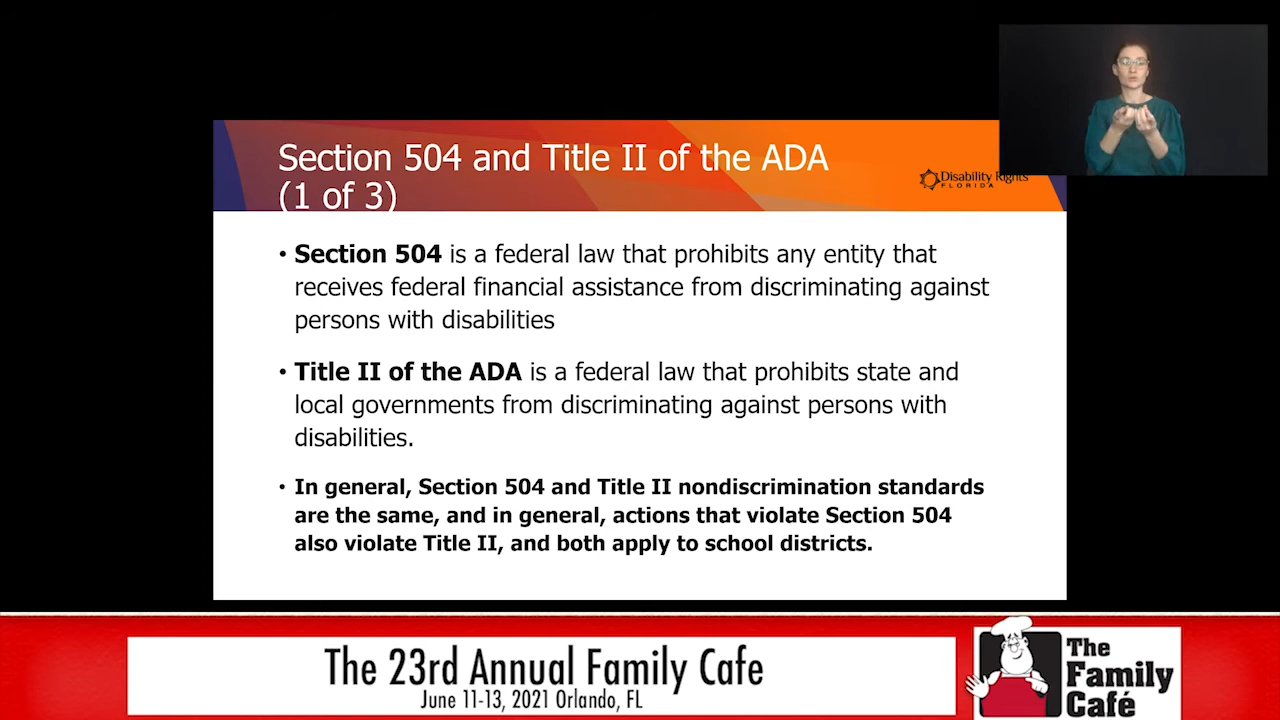 Section 504 and Title II of the ADA
(1 of 3)
Disability Rights
FLORIDA
• Section 504 is a federal law that prohibits any entity that
receives federal financial assistance from discriminating against
persons with disabilities
• Title II of the ADA is a federal law that prohibits state and
local governments from discriminating against persons with
disabilities.
• In general, Section 504 and Title II nondiscrimination standards
are the same, and in general, actions that violate Section 504
also violate Title II, and both apply to school districts.
The 23rd Annual Family Cafe
June 11-13, 2021 Orlando, FL
The
Family
Café